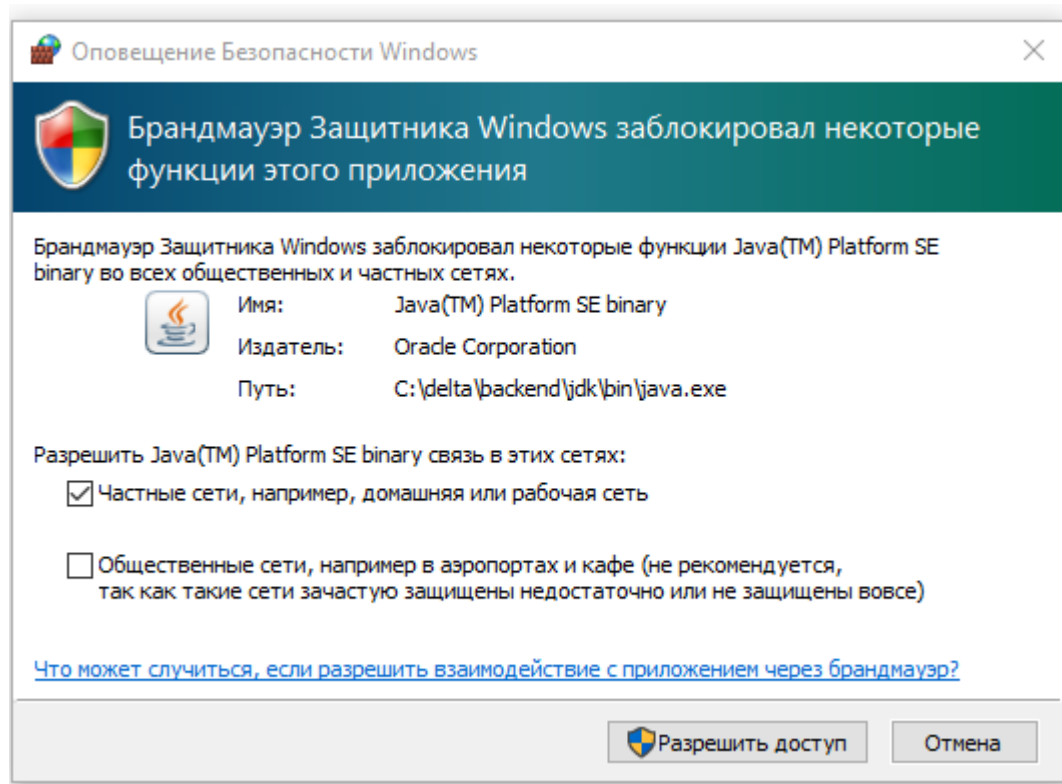 Оповещение Безопасности Windows
Брандмауэр Защитника Windows заблокировал некоторые
функции этого приложения
Брандмауэр Защитника Windows заблокировал некоторые функции Java(TM) Platform SE
binary во всех общественных и частных сетях.
Имя: Java(TM) Platform SE binary
Издатель: Oracle Corporation
Путь: C:\delta\backend\jdk\bin\java.exe
Разрешить Java(TM) Platform SE binary связь в этих сетях:
Частные сети, например, домашняя или рабочая сеть
Общественные сети, например в аэропортах и кафе (не рекомендуется,
так как такие сети зачастую защищены недостаточно или не защищены вовсе)
Что может случиться, если разрешить взаимодействие с приложением через брандмауэр?
Разрешить доступ Отмена